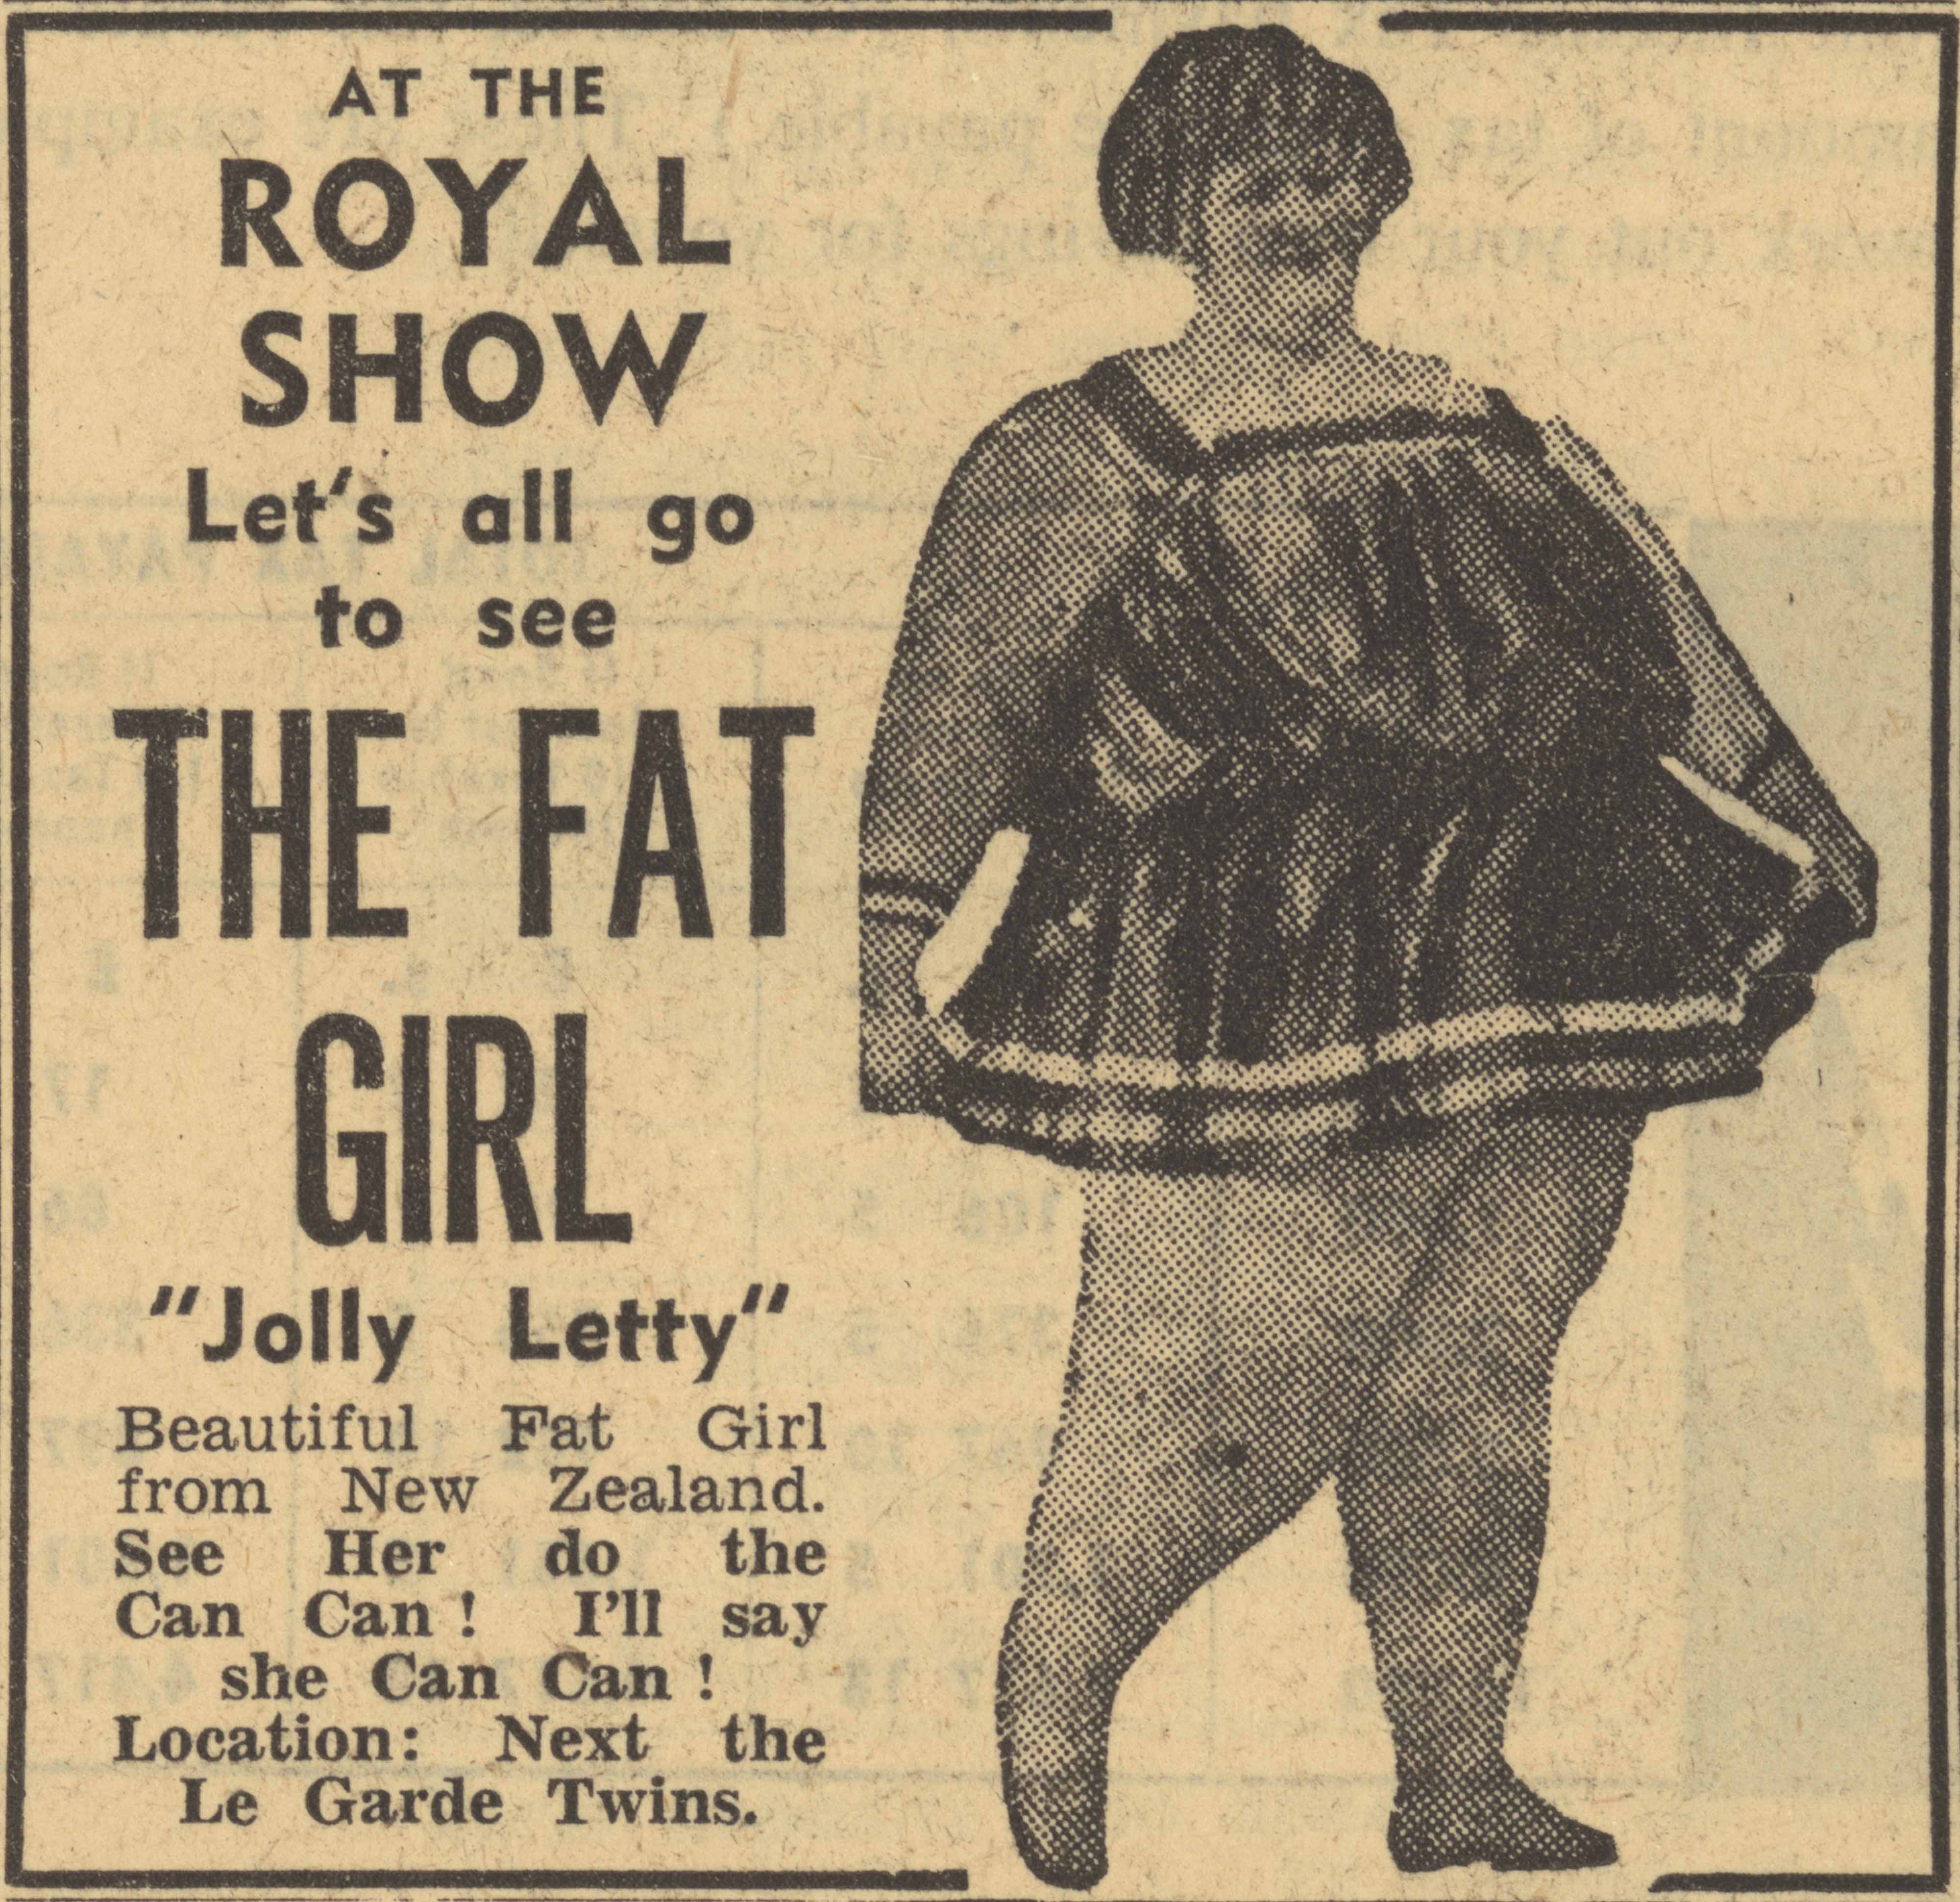 AT THE
ROYAL
SHOW
Let's all go
to see
THE FAT
GIRL
"Jolly Letty"
Beautiful Fat Girl
from New Zealand.
See Her do the
Can Can! I'll say
she Can Can!
Location: Next the
Le Garde Twins.